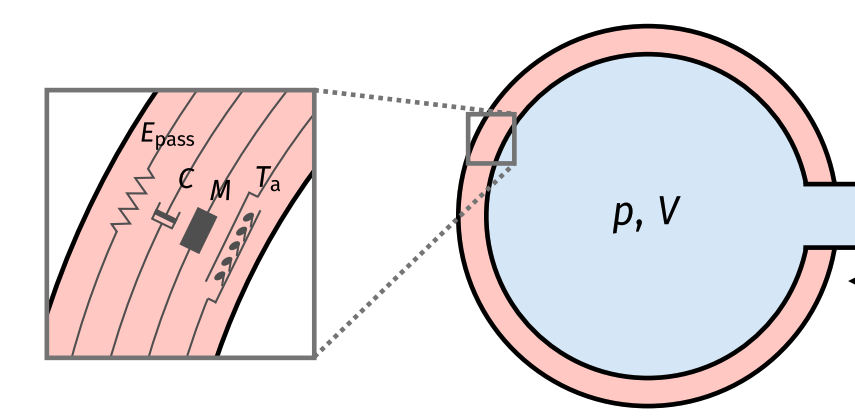 E_pass
C
M
T_a
p, V